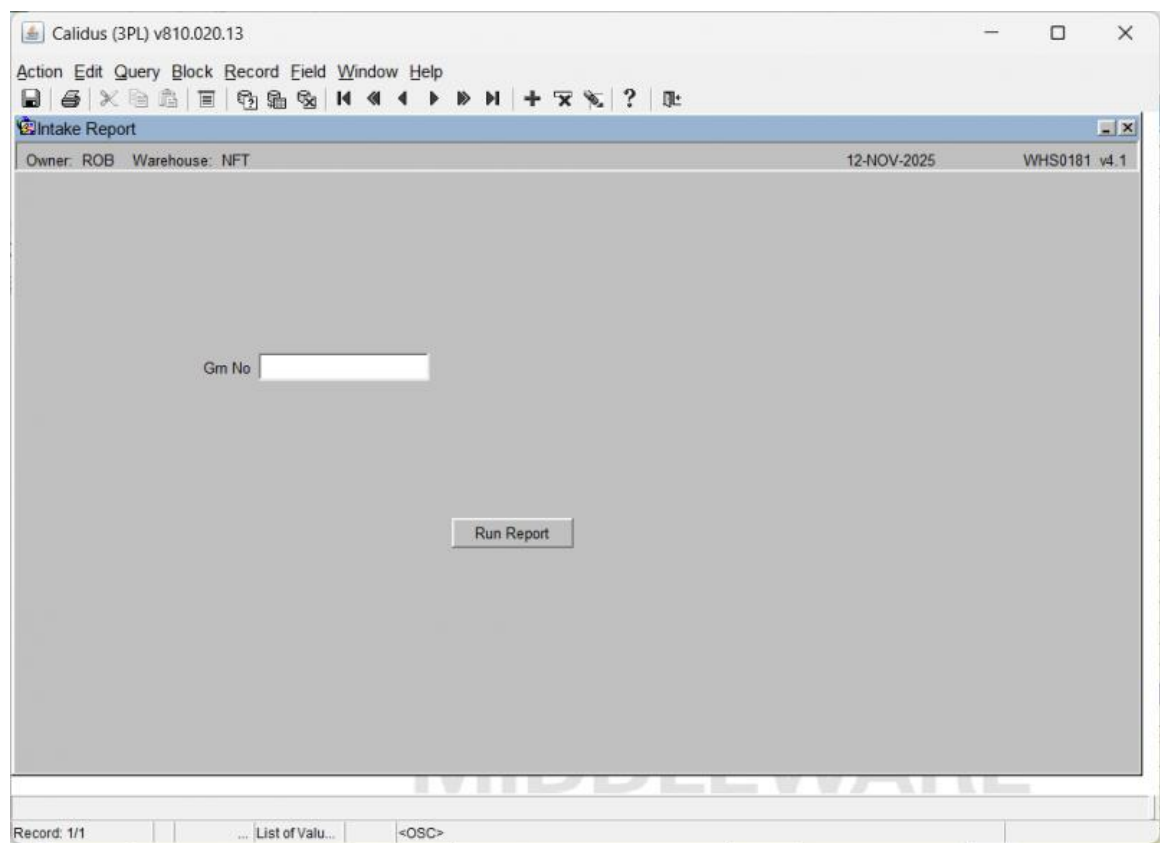 Calidus (3PL) v810.020.13
Action Edit Query Block Record Field Window Help
Intake Report
Owner: ROB Warehouse: NFT 12-NOV-2025 WHS0181 v4.1
Grn No
Run Report
MIDDLEWARE
Record: 1/1 ... List of Valu... <OSC>